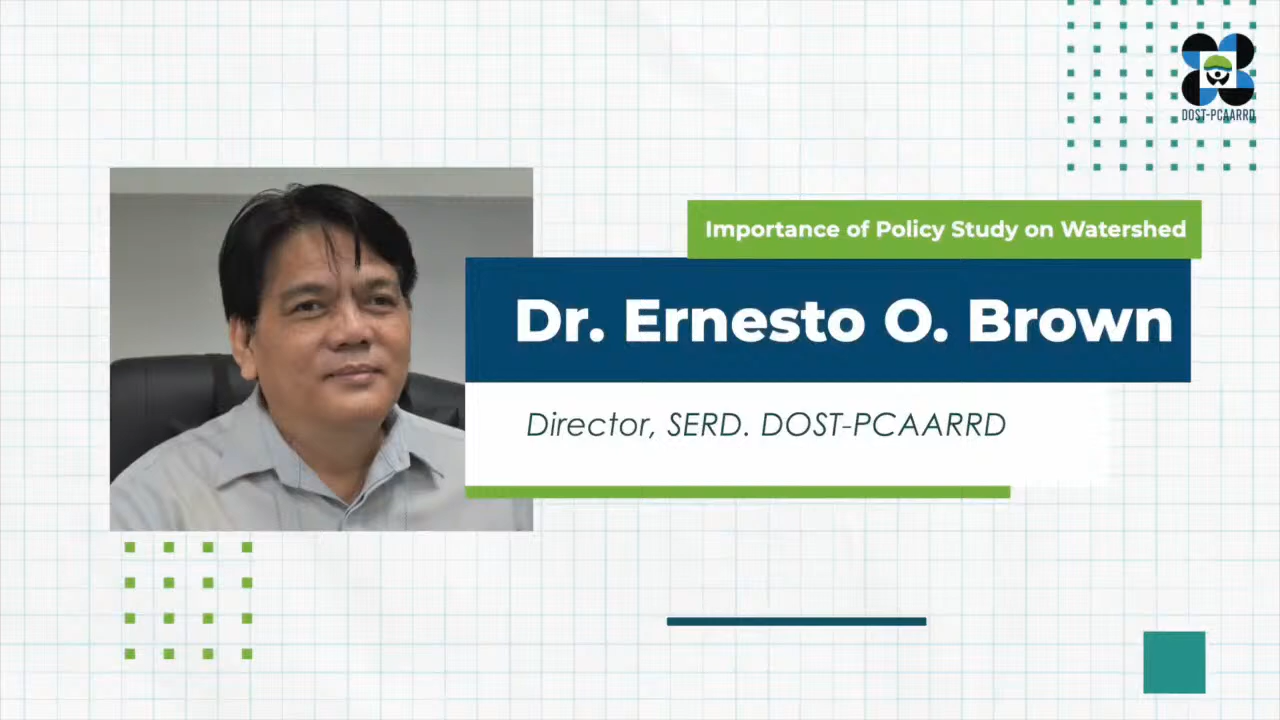 DOST-PCAARRD
Importance of Policy Study on Watershed
Dr. Ernesto O. Brown
Director, SERD. DOST-PCAARRD